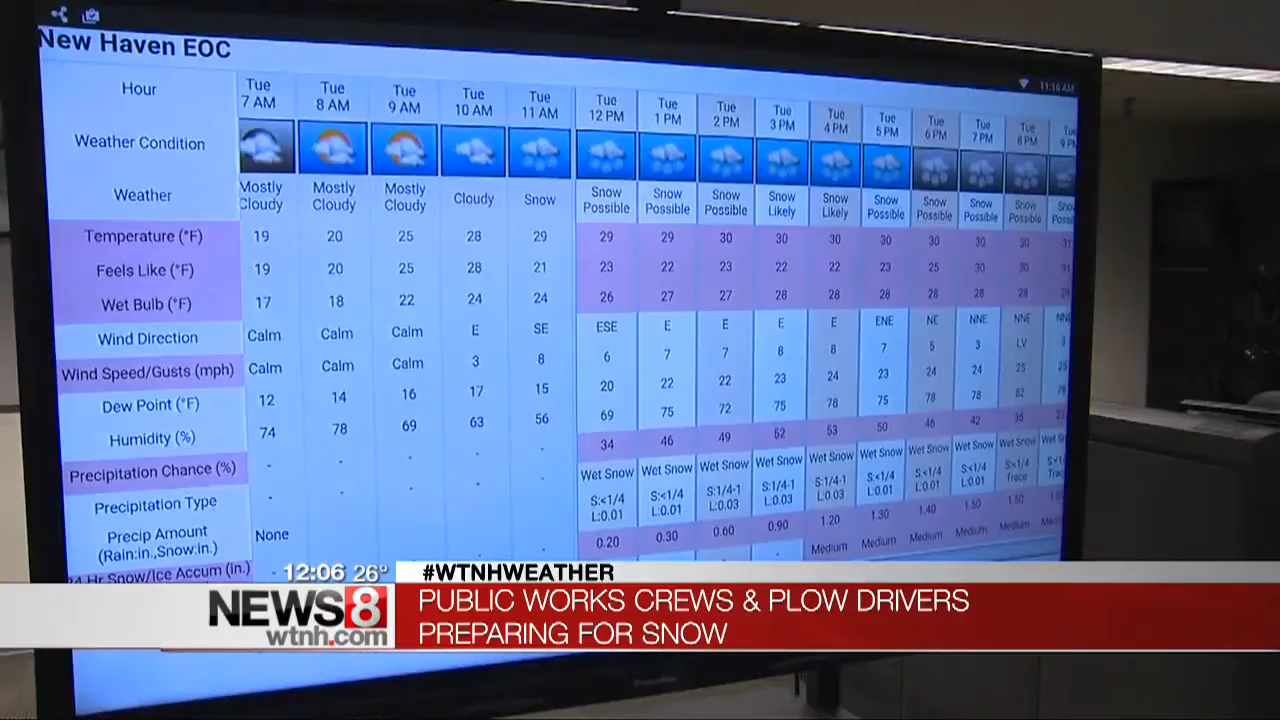 New Haven EOC
11:16 AM
Hour Tue 7 AM Tue 8 AM Tue 9 AM Tue 10 AM Tue 11 AM Tue 12 PM Tue 1 PM Tue 2 PM Tue 3 PM Tue 4 PM Tue 5 PM Tue 6 PM Tue 7 PM Tue 8 PM
Weather Condition
Weather Mostly Cloudy Mostly Cloudy Mostly Cloudy Cloudy Snow Snow Possible Snow Possible Snow Possible Snow Likely Snow Likely Snow Possible Snow Possible Snow Possible Snow Possible
Temperature (°F) 19 20 25 28 29 29 29 30 30 30 30 30 30 30 31
Feels Like (°F) 19 20 25 28 21 23 22 23 22 22 23 25 30 30 31
Wet Bulb (°F) 17 18 22 24 24 26 27 27 28 28 28 28 28 28
Wind Direction Calm Calm Calm E SE ESE E E E E ENE NE NNE NNE
Wind Speed/Gusts (mph) Calm Calm Calm 3 8 6 7 7 8 8 7 5 3 LV
Dew Point (°F) 12 14 16 17 15 20 22 22 23 24 23 24 24 25
Humidity (%) 74 78 69 63 56 69 75 72 75 78 75 78 78 82
Precipitation Chance (%) - - - - - 34 46 49 52 53 50 46 42 36
Precipitation Type - - - - - Wet Snow Wet Snow Wet Snow Wet Snow Wet Snow Wet Snow Wet Snow Wet Snow Wet Snow
Precip Amount (Rain:in.,Snow:in.) None S:<1/4 L:0.01 S:<1/4 L:0.01 S:1/4-1 L:0.03 S:1/4-1 L:0.03 S:1/4-1 L:0.03 S:<1/4 L:0.01 S:<1/4 L:0.01 S:<1/4 L:0.01 S:<1/4 Trace
Hr Snow/Ice Accum (in.) - 0.20 0.30 0.60 0.90 1.20 1.30 1.40 1.50 1.50
Medium Medium Medium Medium Medium
12:06 26°
#WTNHWEATHER
NEWS 8
wtnh.com
PUBLIC WORKS CREWS & PLOW DRIVERS
PREPARING FOR SNOW